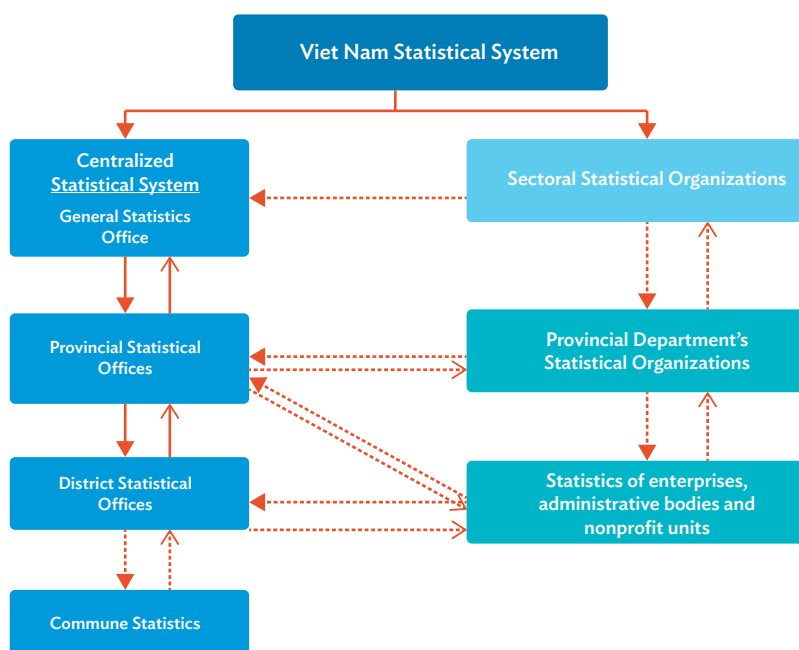 Viet Nam Statistical System
Centralized
Statistical System
General Statistics
Office
Sectoral Statistical Organizations
Provincial Statistical
Offices
Provincial Department’s
Statistical Organizations
District Statistical
Offices
Statistics of enterprises,
administrative bodies and
nonprofit units
Commune Statistics